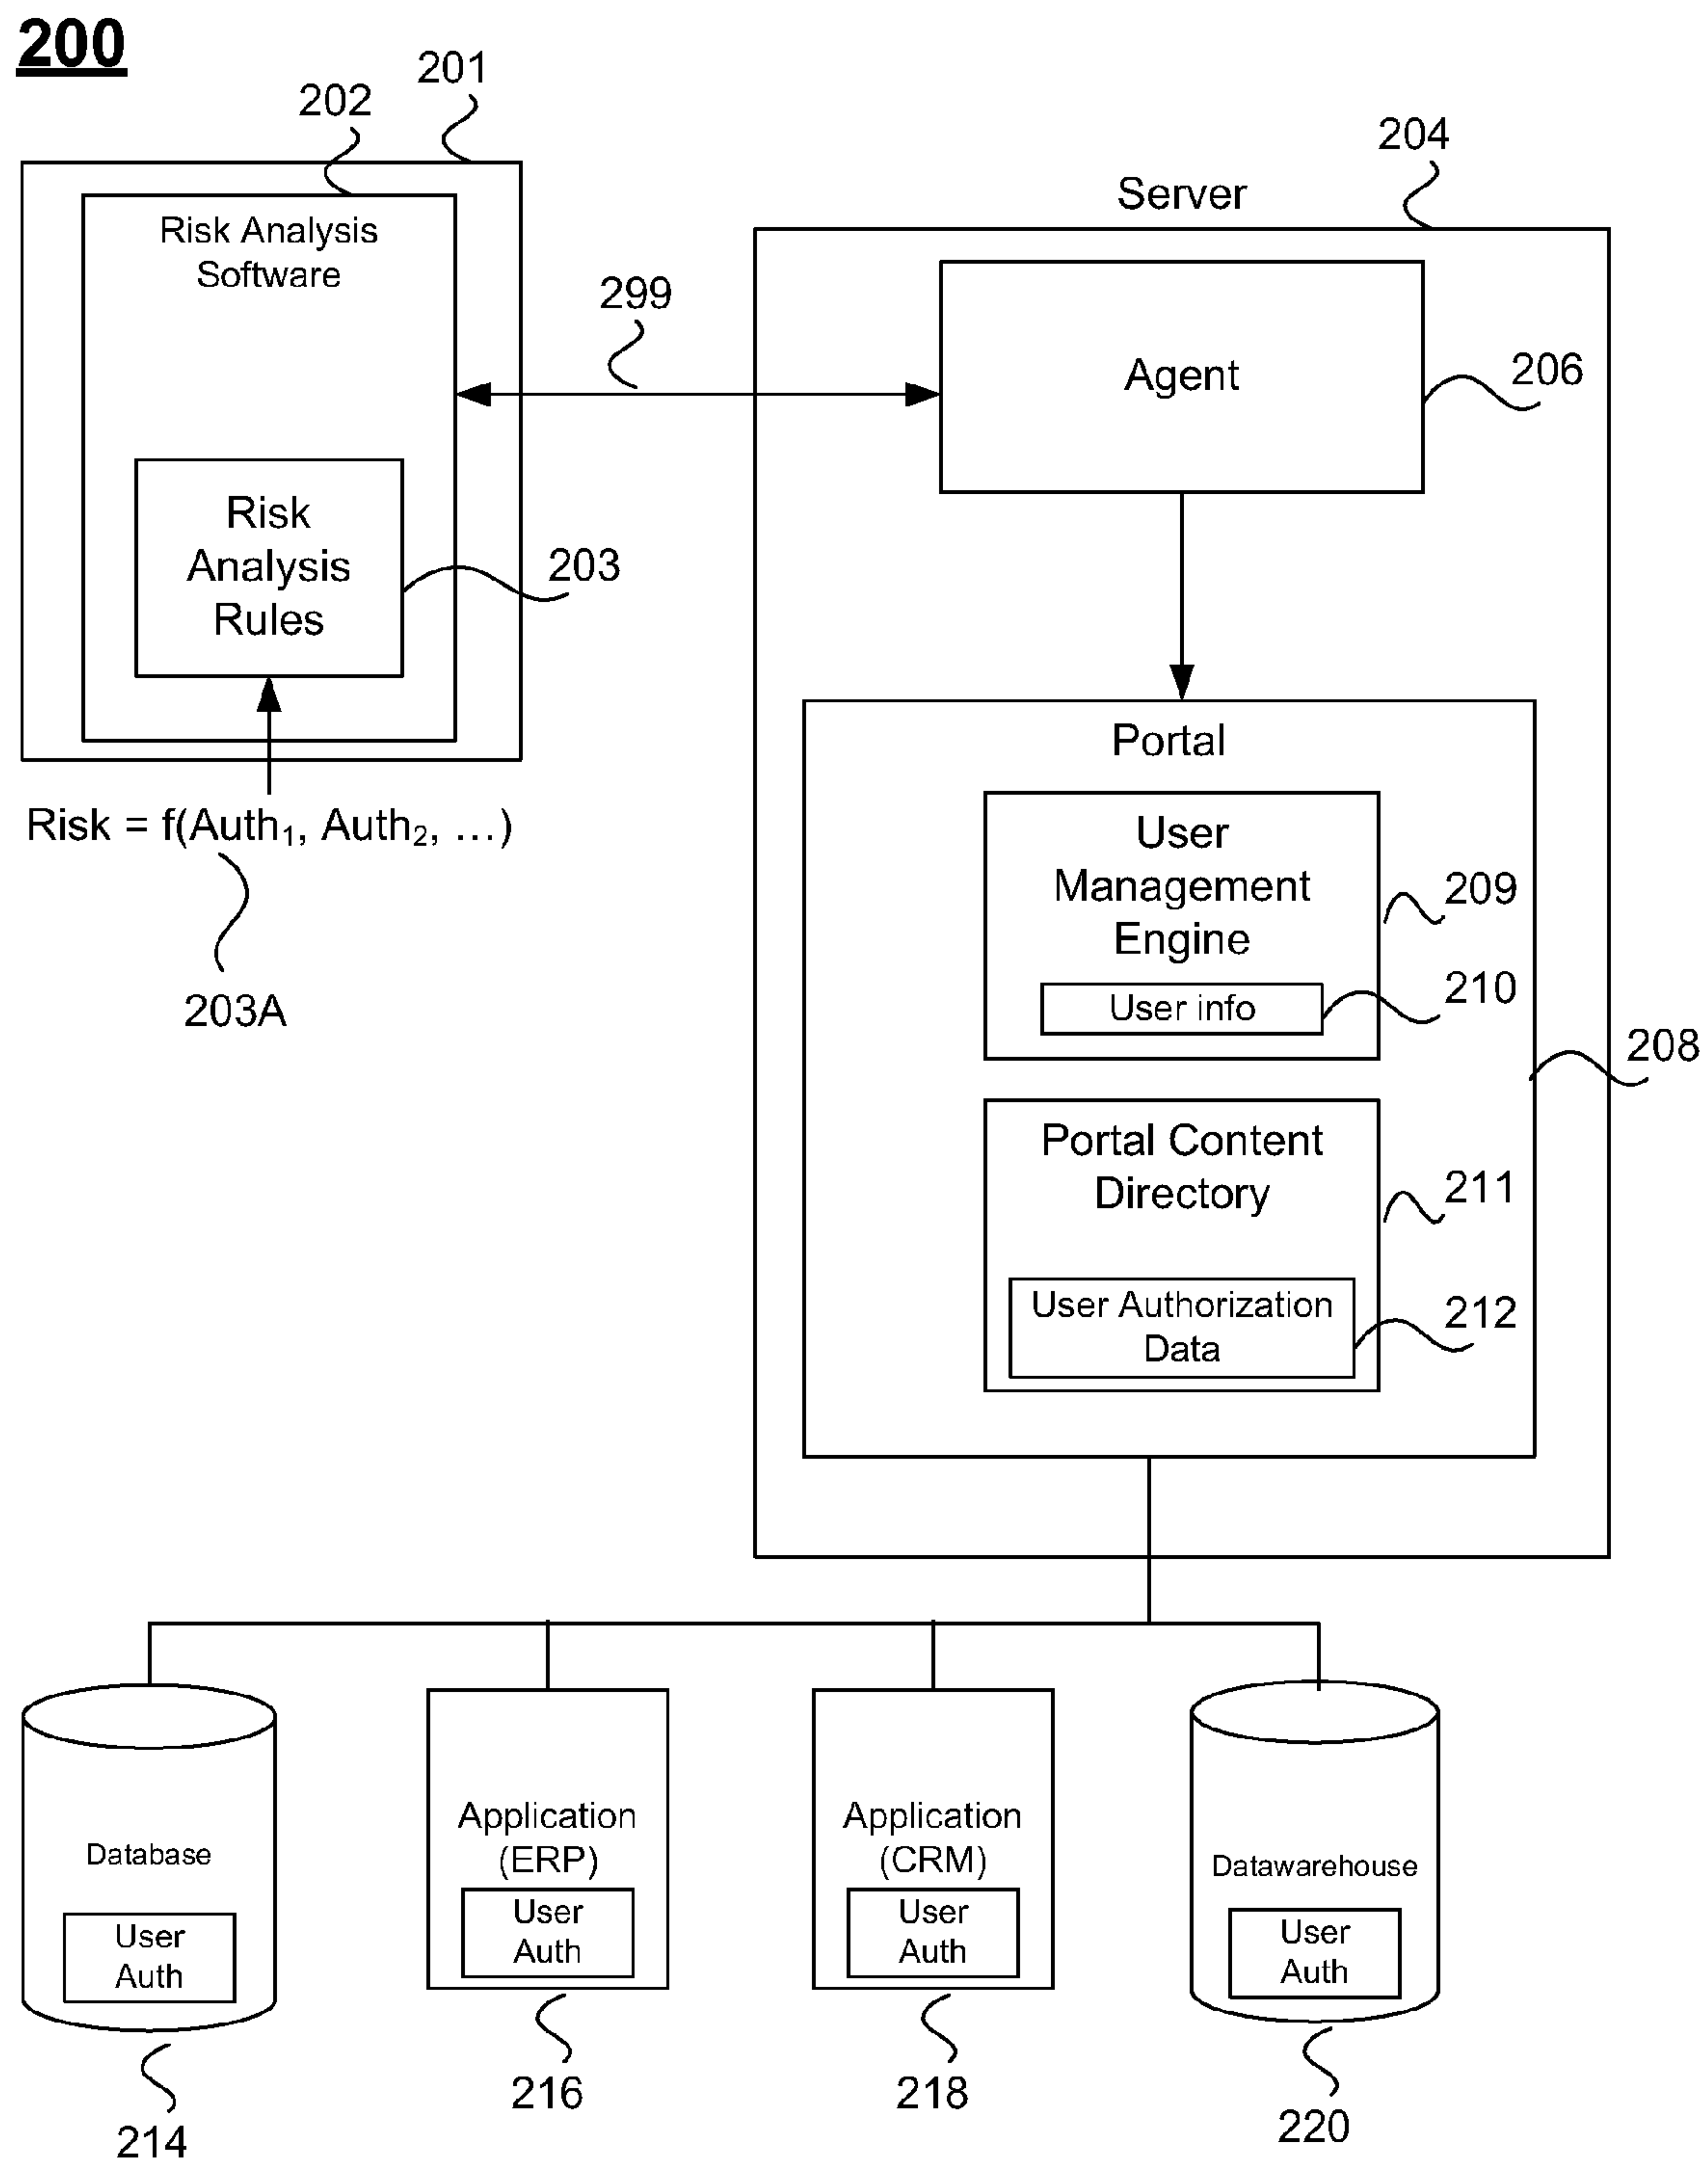 200
201
202
Risk Analysis
Software
Risk
Analysis
Rules
203
Risk = f(Auth₁, Auth₂, …)
203A
299
Server
204
Agent
206
Portal
User
Management
Engine
209
User info
210
208
Portal Content
Directory
211
User Authorization
Data
212
Database
User
Auth
214
Application
(ERP)
User
Auth
216
Application
(CRM)
User
Auth
218
Datawarehouse
User
Auth
220